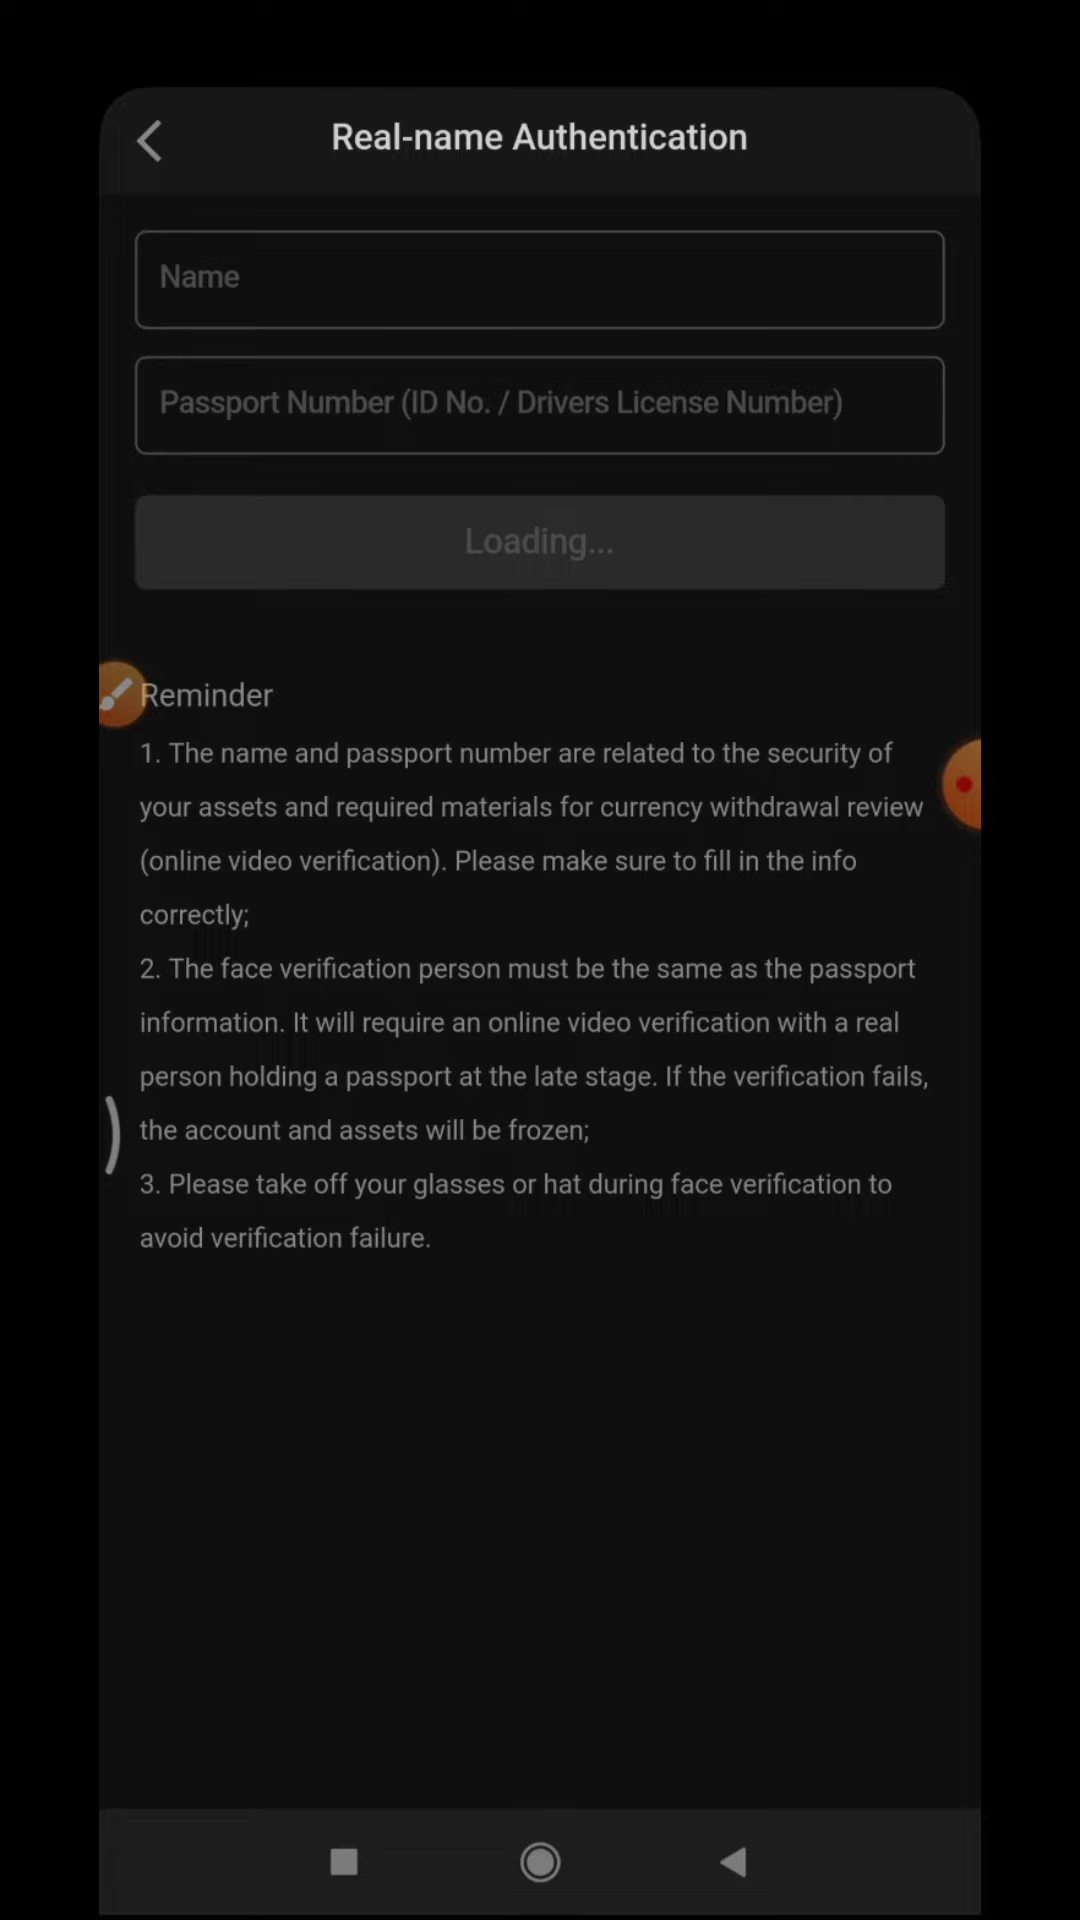 Real-name Authentication
Name
Passport Number (ID No. / Drivers License Number)
Loading...
Reminder
1. The name and passport number are related to the security of
your assets and required materials for currency withdrawal review
(online video verification). Please make sure to fill in the info
correctly;
2. The face verification person must be the same as the passport
information. It will require an online video verification with a real
person holding a passport at the late stage. If the verification fails,
the account and assets will be frozen;
3. Please take off your glasses or hat during face verification to
avoid verification failure.